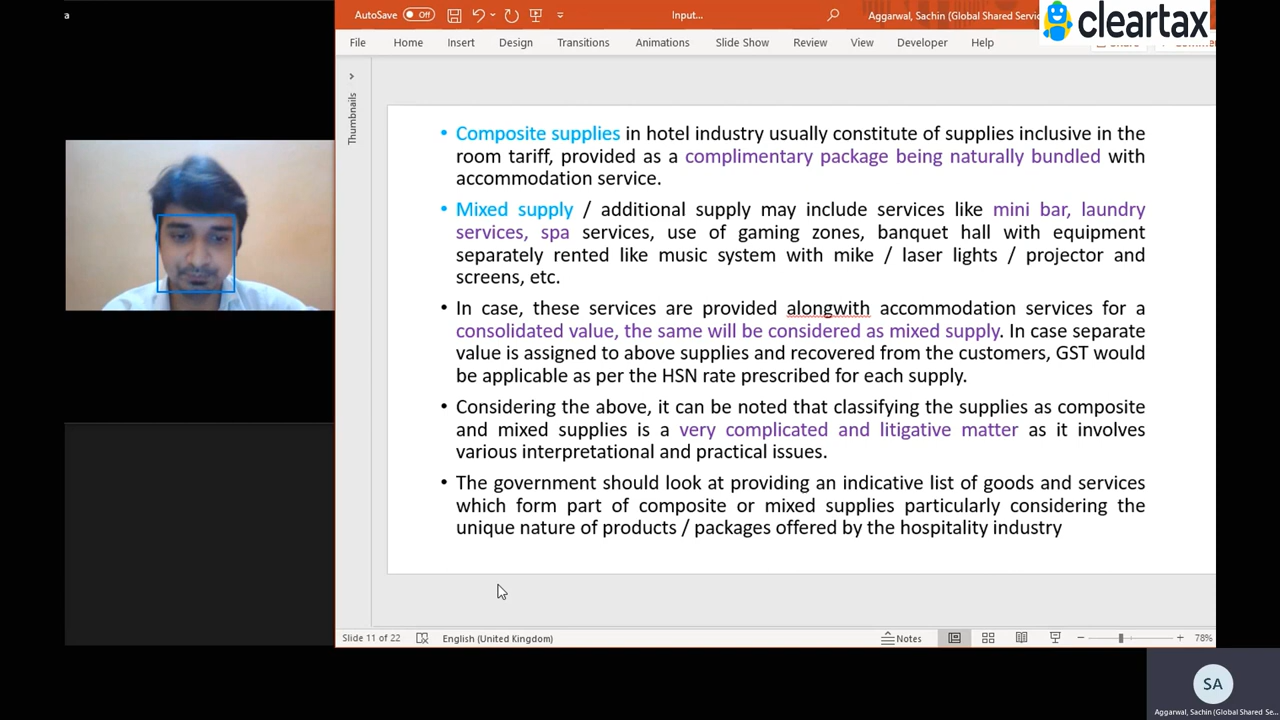 a
AutoSave Off Input... Aggarwal, Sachin (Global Shared Servic
cleartax
File Home Insert Design Transitions Animations Slide Show Review View Developer Help
Thumbnails
• Composite supplies in hotel industry usually constitute of supplies inclusive in the
room tariff, provided as a complimentary package being naturally bundled with
accommodation service.
• Mixed supply / additional supply may include services like mini bar, laundry
services, spa services, use of gaming zones, banquet hall with equipment
separately rented like music system with mike / laser lights / projector and
screens, etc.
• In case, these services are provided alongwith accommodation services for a
consolidated value, the same will be considered as mixed supply. In case separate
value is assigned to above supplies and recovered from the customers, GST would
be applicable as per the HSN rate prescribed for each supply.
• Considering the above, it can be noted that classifying the supplies as composite
and mixed supplies is a very complicated and litigative matter as it involves
various interpretational and practical issues.
• The government should look at providing an indicative list of goods and services
which form part of composite or mixed supplies particularly considering the
unique nature of products / packages offered by the hospitality industry
Slide 11 of 22 English (United Kingdom) Notes 78%
SA
Aggarwal, Sachin (Global Shared Se...